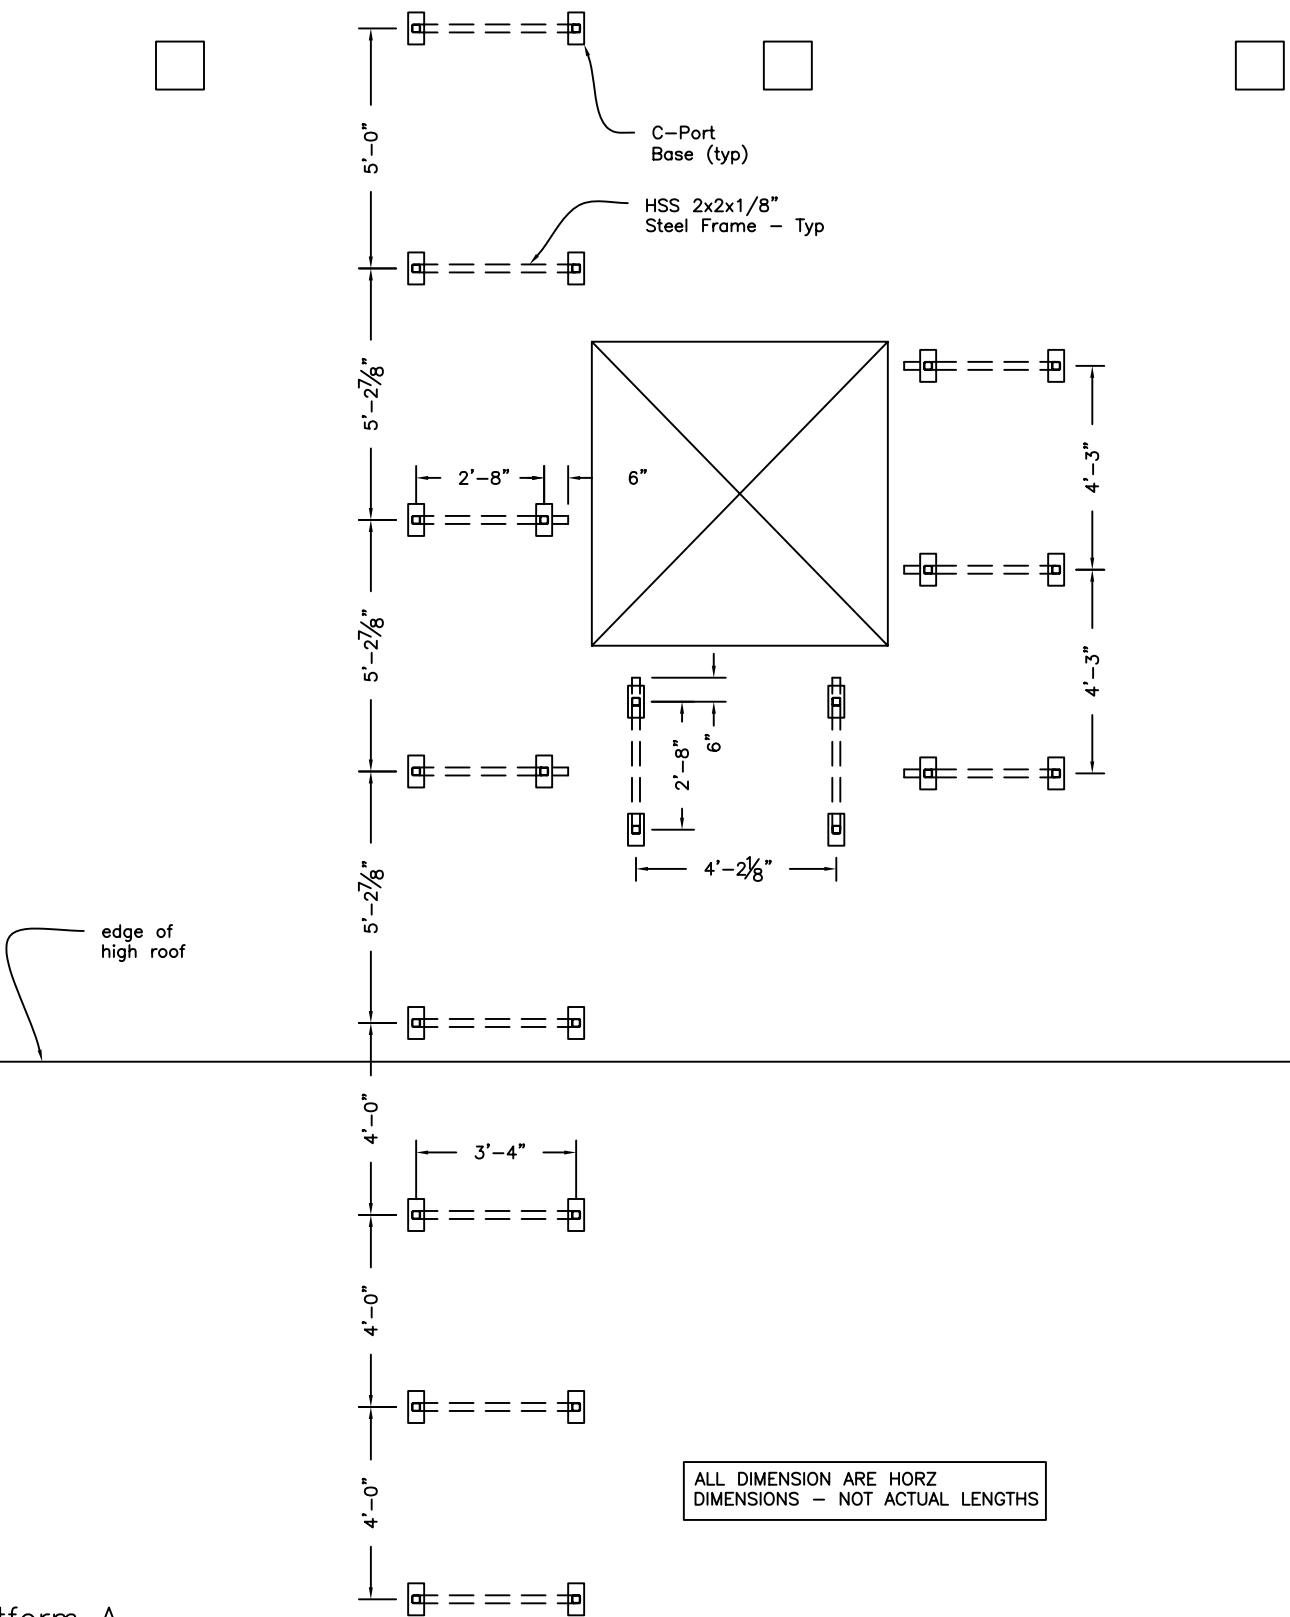 5'-0"
C-Port
Base (typ)
HSS 2x2x1/8"
Steel Frame - Typ
5'-2⅞"
2'-8"
6"
4'-3"
5'-2⅞"
4'-3"
6"
2'-8"
4'-2⅛"
5'-2⅞"
edge of
high roof
4'-0"
3'-4"
4'-0"
ALL DIMENSION ARE HORZ
DIMENSIONS - NOT ACTUAL LENGTHS
4'-0"
A